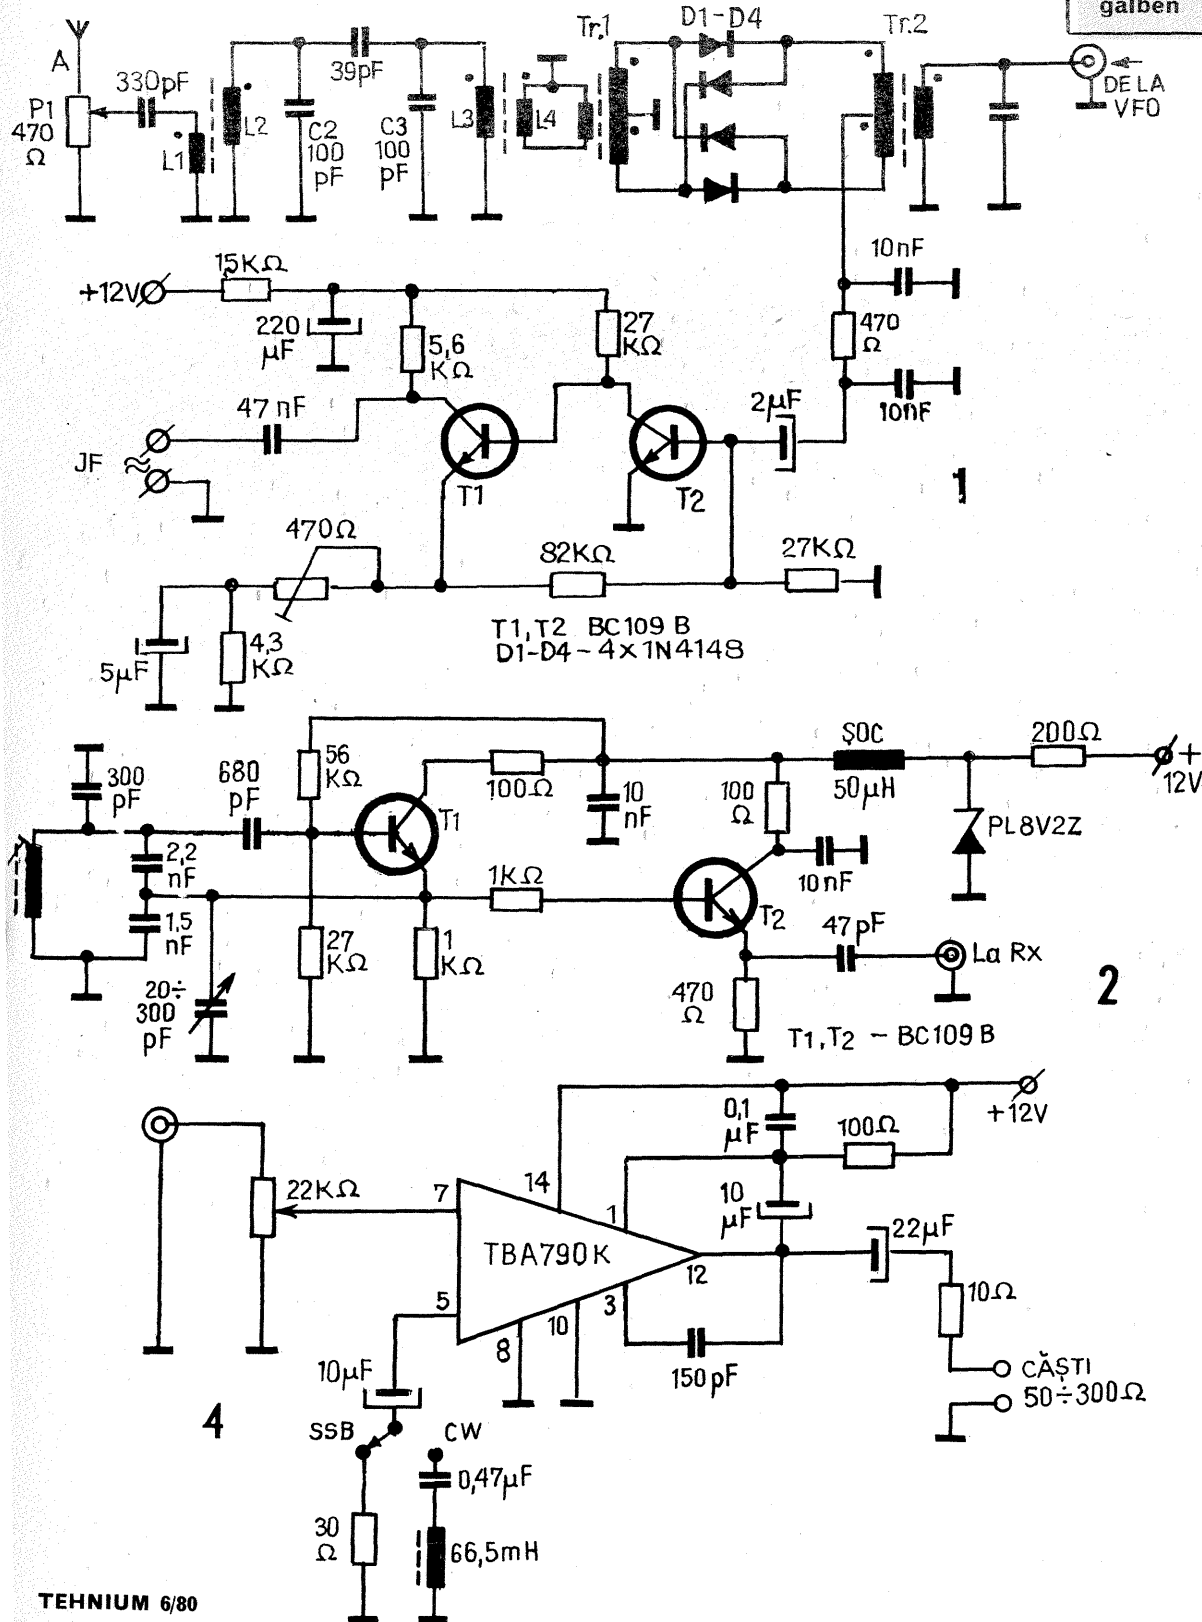 galben
A
P1
470
Ω
330pF
L1
L2
C2
100
pF
39pF
C3
100
pF
L3
L4
Tr.1
D1-D4
Tr.2
DE LA
VFO
+12V
15KΩ
220
μF
5,6
KΩ
27
KΩ
10nF
470
Ω
10nF
2μF
47nF
JF
T1
T2
1
470Ω
82KΩ
27KΩ
5μF
4,3
KΩ
T1,T2 BC109B
D1-D4-4x1N4148
300
pF
680
pF
56
KΩ
T1
100Ω
10
nF
100
Ω
ȘOC
50μH
200Ω
+
12V
PL8V2Z
2,2
nF
1,5
nF
1KΩ
10nF
T2
47pF
La Rx
20÷
300
pF
27
KΩ
1
KΩ
470
Ω
2
T1,T2 - BC109B
22KΩ
7
14
1
TBA790K
12
5
8
10
3
0,1
μF
100Ω
+12V
10
μF
22μF
10Ω
150pF
CĂȘTI
50÷300Ω
10μF
4
SSB
CW
0,47μF
30
Ω
66,5mH
TEHNIUM 6/80